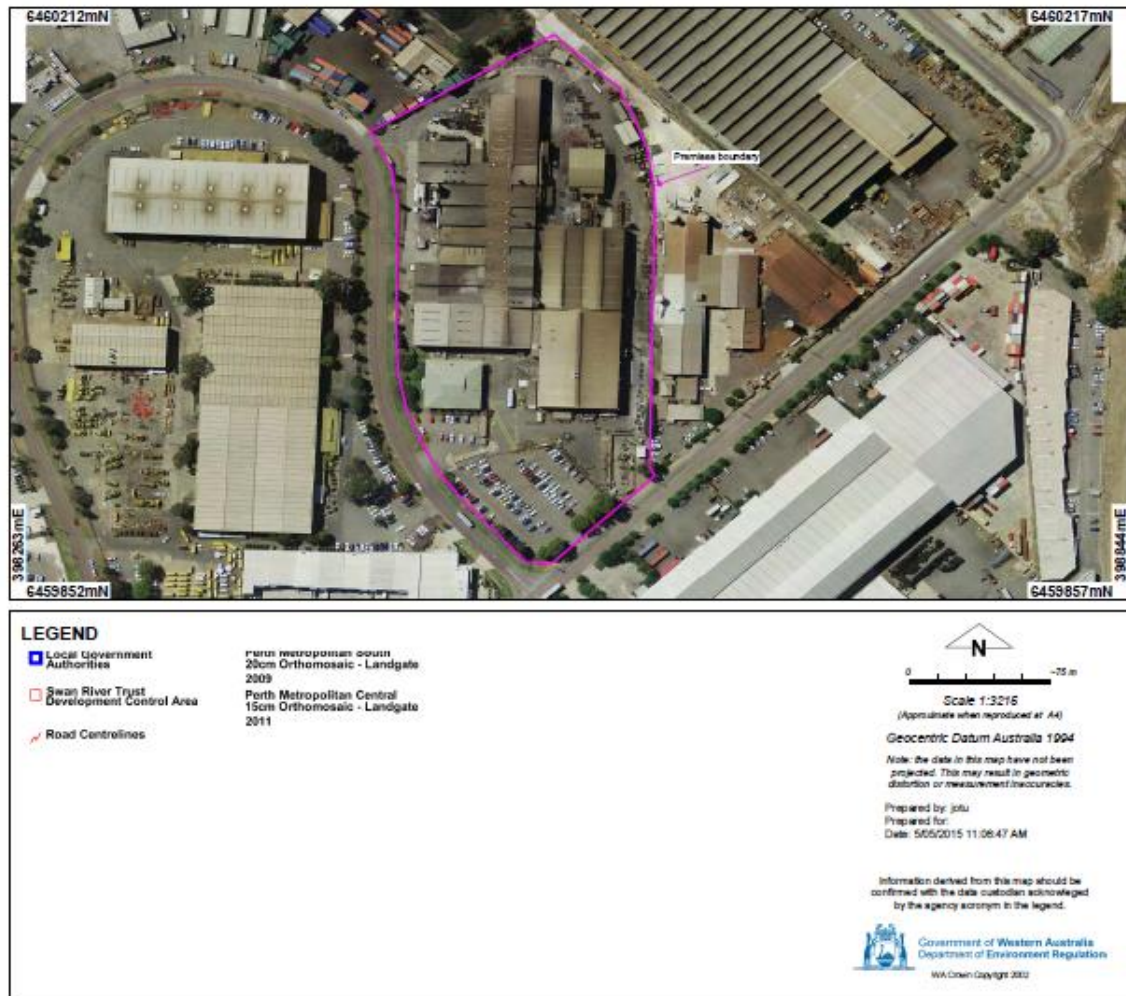 6460212mN
6460217mN
Premises boundary
398263mE
398844mE
6459852mN
6459857mN
LEGEND
Local Government
Authorities
Swan River Trust
Development Control Area
Road Centrelines
Perth Metropolitan South
20cm Orthomosaic - Landgate
2009
Perth Metropolitan Central
15cm Orthomosaic - Landgate
2011
N
0 ~75 m
Scale 1:3216
(Approximate when reproduced at A4)
Geocentric Datum Australia 1994
Note: the data in this map have not been
projected. This may result in geometric
distortion or measurement inaccuracies.
Prepared by: jotu
Prepared for:
Date: 5/05/2015 11:06:47 AM
Information derived from this map should be
confirmed with the data custodian acknowleged
by the agency acronym in the legend.
Government of Western Australia
Department of Environment Regulation
WA Crown Copyright 2002